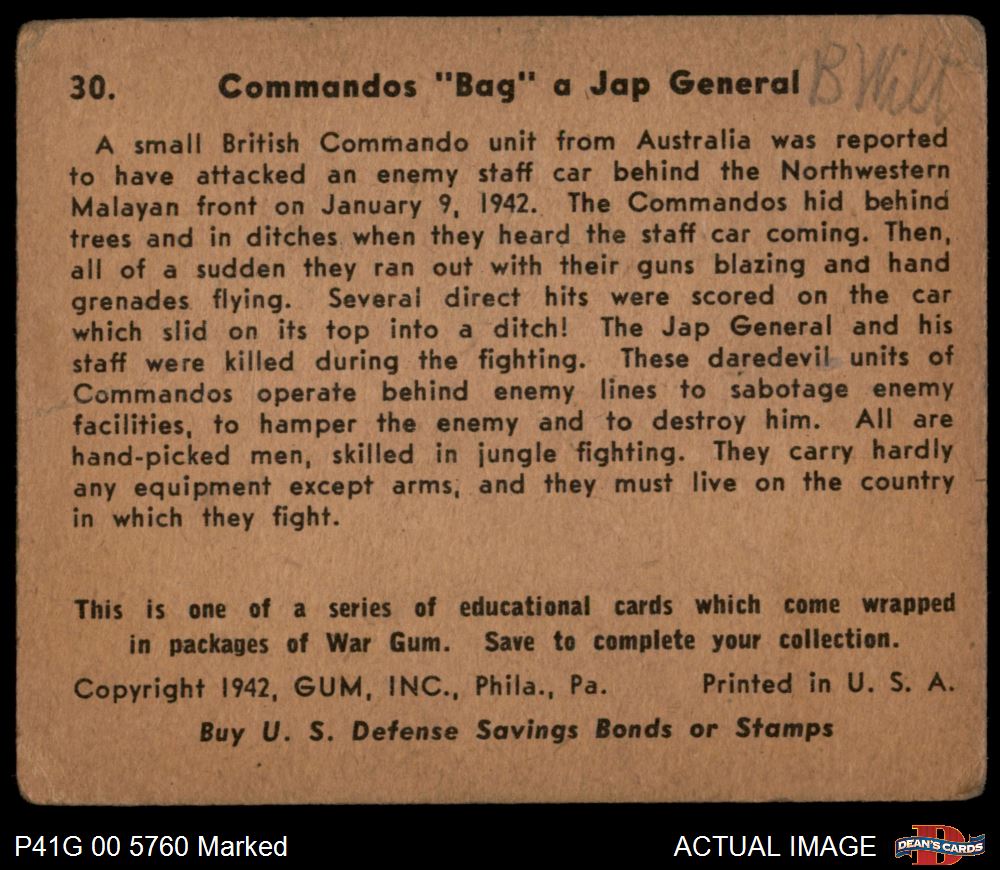 30. Commandos "Bag" a Jap General B Wilt
A small British Commando unit from Australia was reported
to have attacked an enemy staff car behind the Northwestern
Malayan front on January 9, 1942. The Commandos hid behind
trees and in ditches when they heard the staff car coming. Then,
all of a sudden they ran out with their guns blazing and hand
grenades flying. Several direct hits were scored on the car
which slid on its top into a ditch! The Jap General and his
staff were killed during the fighting. These daredevil units of
Commandos operate behind enemy lines to sabotage enemy
facilities, to hamper the enemy and to destroy him. All are
hand-picked men, skilled in jungle fighting. They carry hardly
any equipment except arms, and they must live on the country
in which they fight.
This is one of a series of educational cards which come wrapped
in packages of War Gum. Save to complete your collection.
Copyright 1942, GUM, INC., Phila., Pa. Printed in U. S. A.
Buy U. S. Defense Savings Bonds or Stamps
P41G 00 5760 Marked ACTUAL IMAGE D DEAN'S CARDS